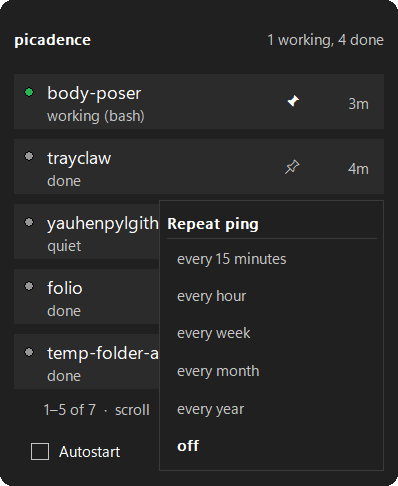 picadence
1 working, 4 done
body-poser
working (bash)
3m
trayclaw
done
4m
yauhenpylgith
quiet
folio
done
temp-folder-a
done
1–5 of 7 · scroll
Autostart
Repeat ping
every 15 minutes
every hour
every week
every month
every year
off